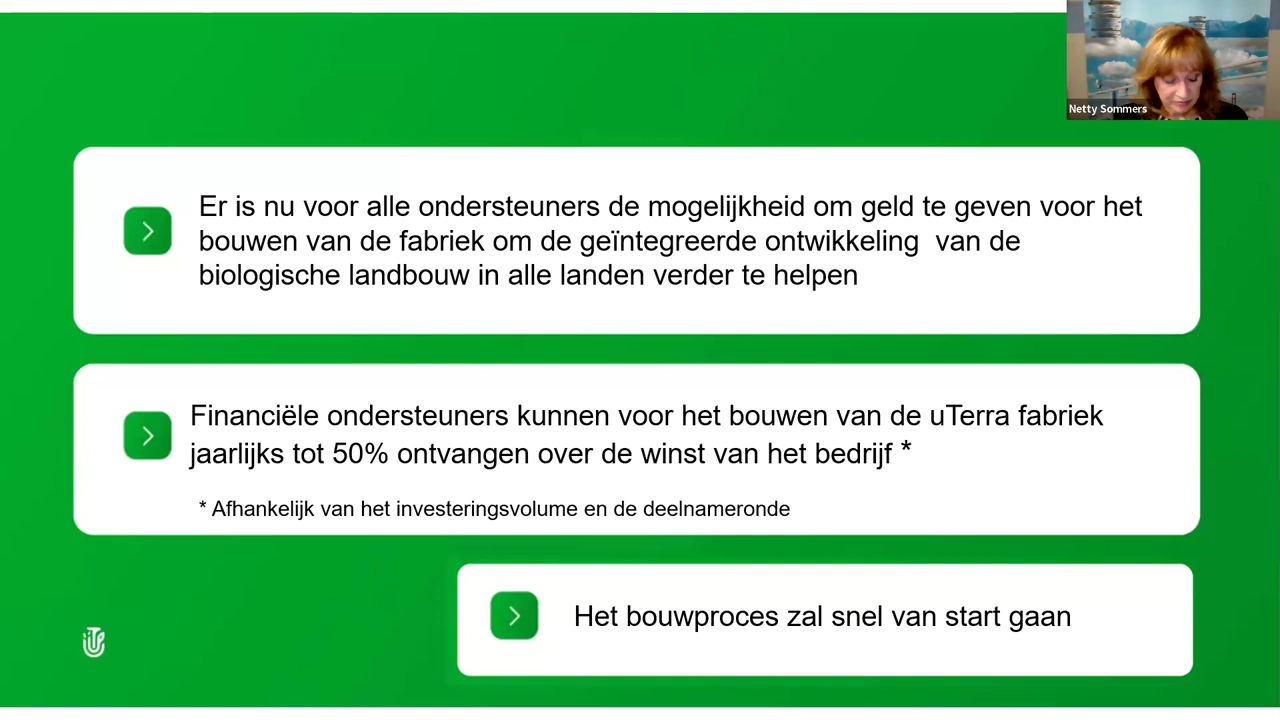 Netty Sommers
Er is nu voor alle ondersteuners de mogelijkheid om geld te geven voor het
bouwen van de fabriek om de geïntegreerde ontwikkeling  van de
biologische landbouw in alle landen verder te helpen
Financiële ondersteuners kunnen voor het bouwen van de uTerra fabriek
jaarlijks tot 50% ontvangen over de winst van het bedrijf *
* Afhankelijk van het investeringsvolume en de deelnameronde
Het bouwproces zal snel van start gaan